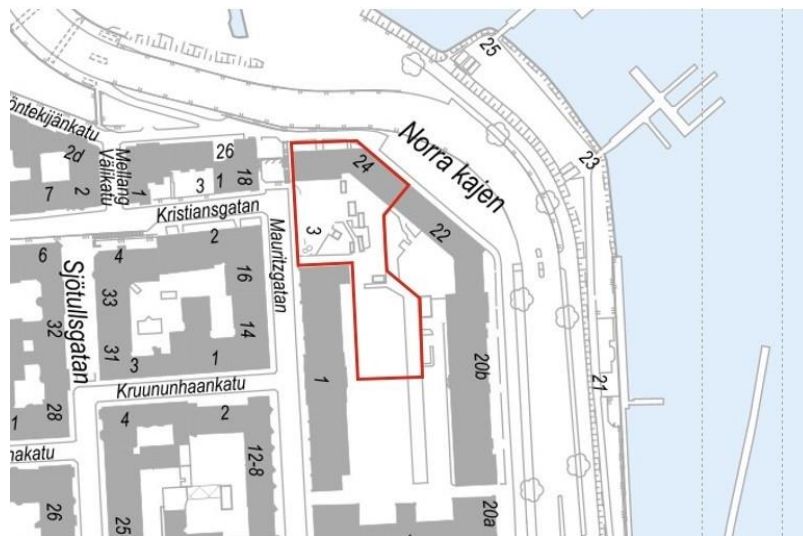 25
Norra kajen
öntekijänkatu
2d
Mellang
Välikatu
26
24
23
7
2
1
3
1
18
Kristiansgatan
3
22
Mauritzgatan
6
4
2
Sjötullsgatan
33
16
32
14
31
3
1
1
20b
21
Kruununhaankatu
28
1
4
2
nakatu
12-8
26
25
20a